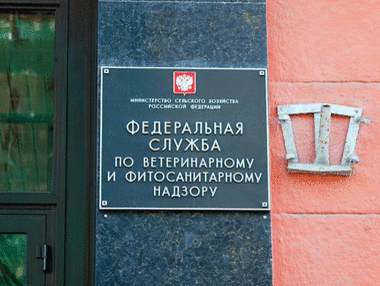 МИНИСТЕРСТВО СЕЛЬСКОГО ХОЗЯЙСТВА
РОССИЙСКОЙ ФЕДЕРАЦИИ
ФЕДЕРАЛЬНАЯ
СЛУЖБА
ПО ВЕТЕРИНАРНОМУ
И ФИТОСАНИТАРНОМУ
НАДЗОРУ